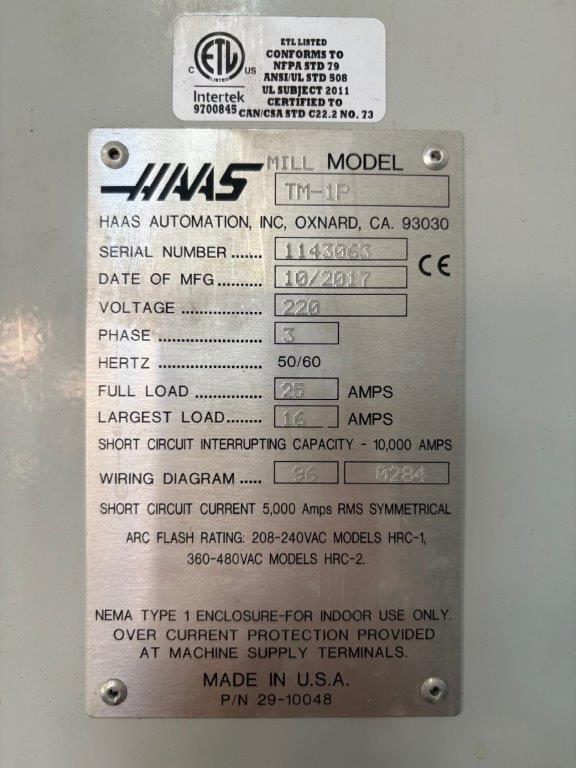 ETL LISTED
CONFORMS TO
NFPA STD 79
ANSI/UL STD 508
UL SUBJECT 2011
CERTIFIED TO
CAN/CSA STD C22.2 NO. 73
C ETL US
LISTED
Intertek
9700845
HAAS MILL MODEL
TM-1P
HAAS AUTOMATION, INC, OXNARD, CA. 93030
SERIAL NUMBER ....... 1143063
CE
DATE OF MFG ......... 10/2017
VOLTAGE ................ 220
PHASE .................... 3
HERTZ .................... 50/60
FULL LOAD .............. 25 AMPS
LARGEST LOAD........ 16 AMPS
SHORT CIRCUIT INTERRUPTING CAPACITY - 10,000 AMPS
WIRING DIAGRAM ..... 96 0284
SHORT CIRCUIT CURRENT 5,000 Amps RMS SYMMETRICAL
ARC FLASH RATING: 208-240VAC MODELS HRC-1,
360-480VAC MODELS HRC-2.
NEMA TYPE 1 ENCLOSURE-FOR INDOOR USE ONLY.
OVER CURRENT PROTECTION PROVIDED
AT MACHINE SUPPLY TERMINALS.
MADE IN U.S.A.
P/N 29-10048